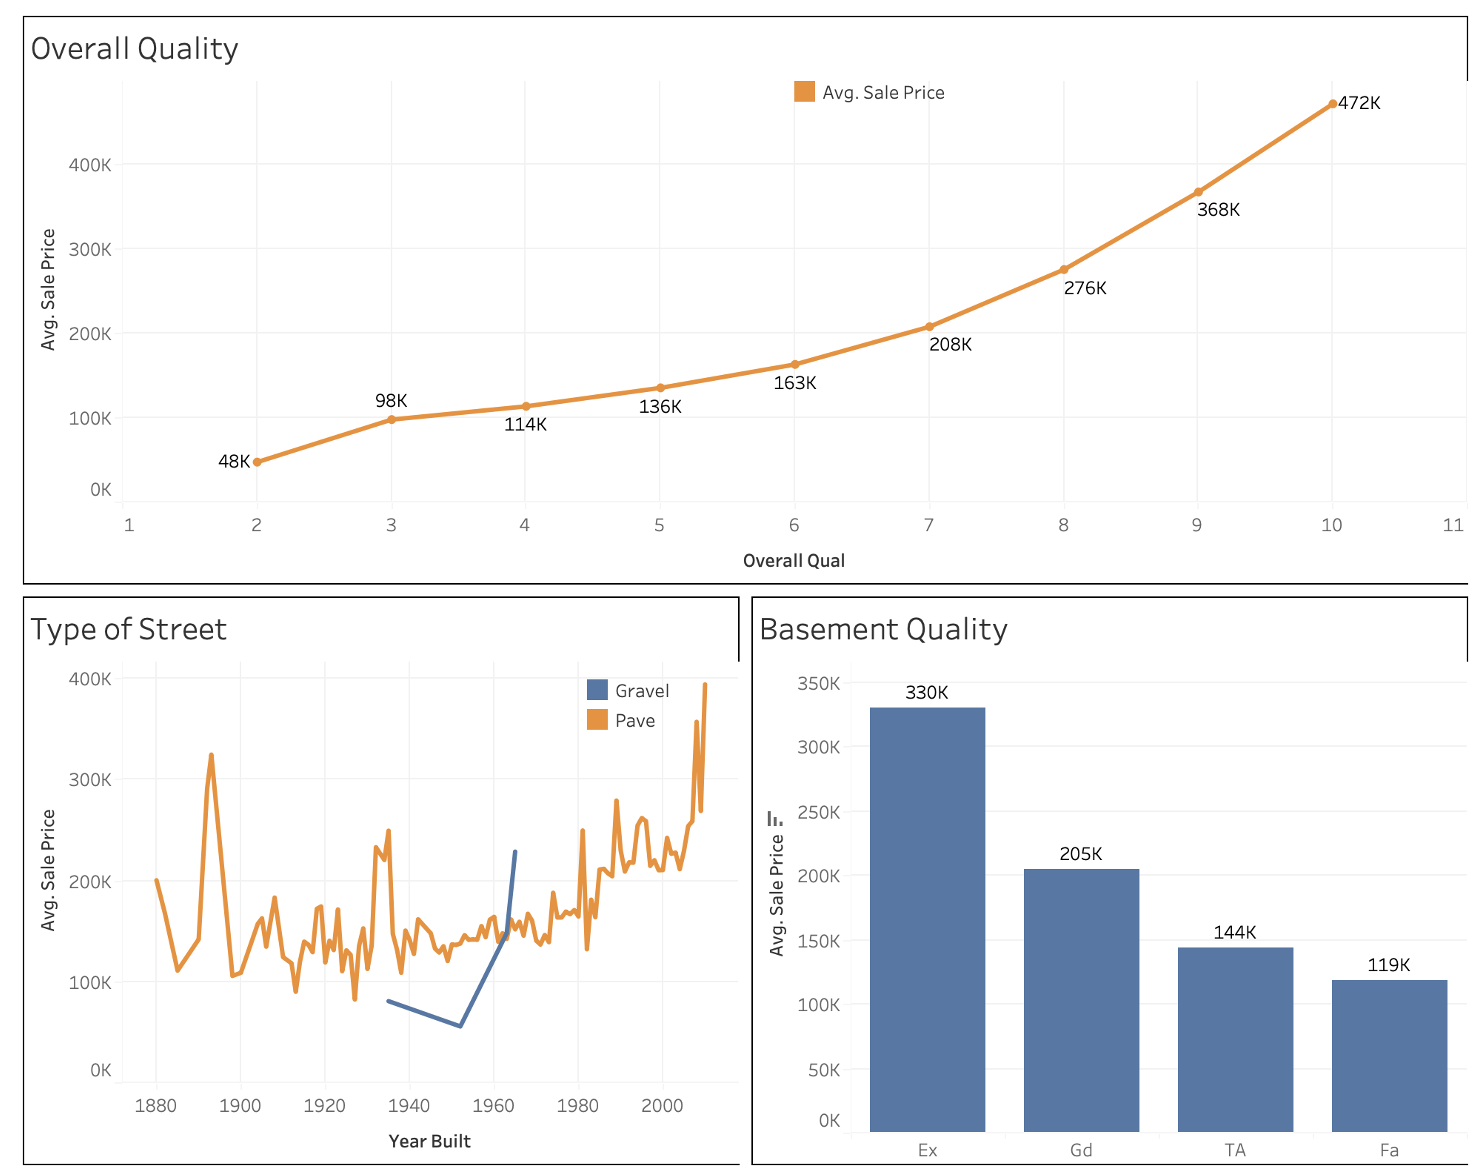 Overall Quality
Avg. Sale Price
472K
400K
368K
300K
276K
200K
208K
163K
136K
114K
100K
98K
48K
0K
Avg. Sale Price
1 2 3 4 5 6 7 8 9 10 11
Overall Qual
Type of Street
Gravel
Pave
400K
300K
200K
100K
0K
Avg. Sale Price
1880 1900 1920 1940 1960 1980 2000
Year Built
Basement Quality
350K
300K
250K
200K
150K
100K
50K
0K
Avg. Sale Price
330K
205K
144K
119K
Ex Gd TA Fa